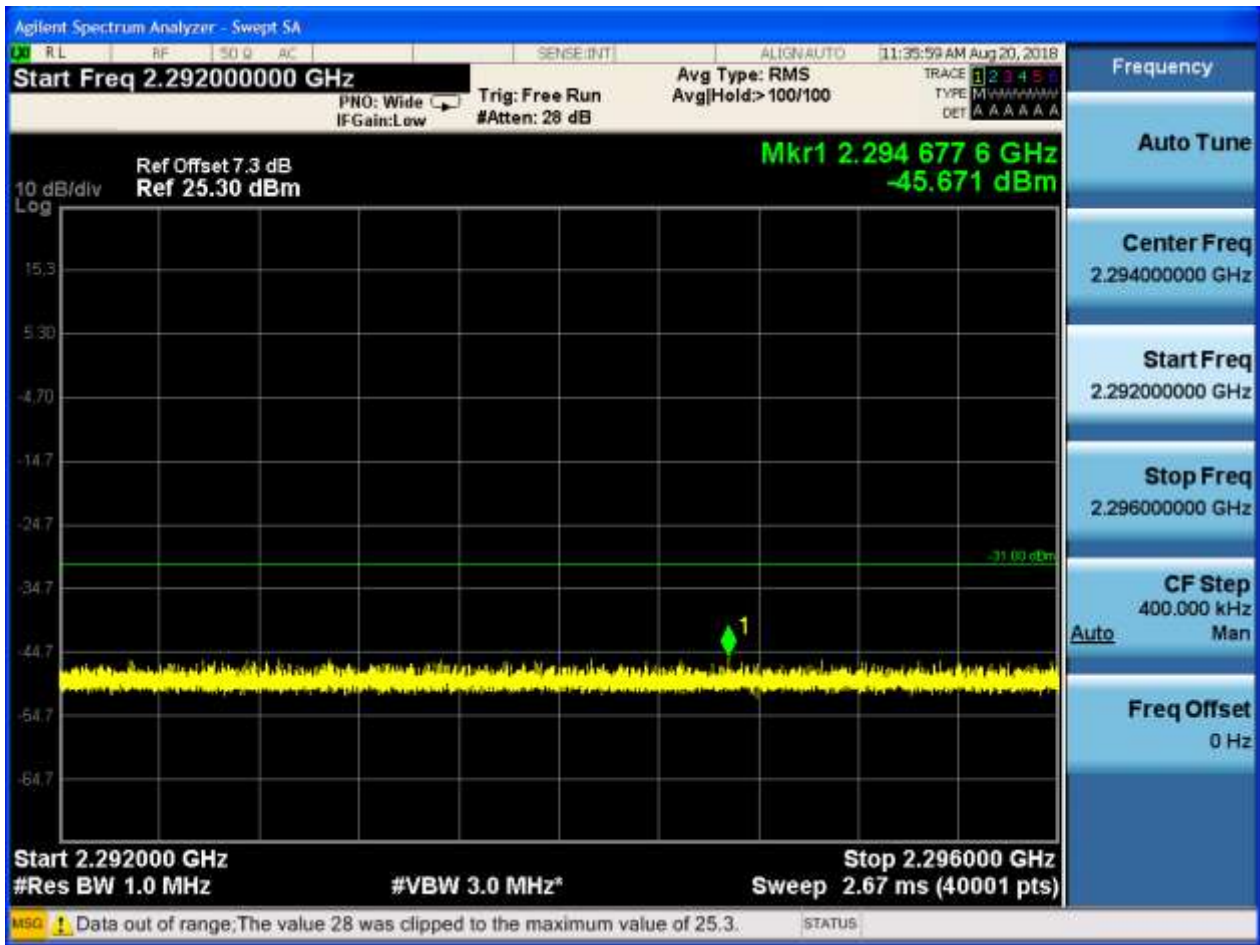 Agilent Spectrum Analyzer - Swept SA
LXI RL RF 50 Ω AC SENSE:INT ALIGN AUTO 11:35:59 AM Aug 20, 2018
Start Freq 2.292000000 GHz
PNO: Wide
IFGain:Low
Trig: Free Run
#Atten: 28 dB
Avg Type: RMS
Avg|Hold:> 100/100
TRACE 1 2 3 4 5 6
TYPE M W W W W W
DET A A A A A A
Ref Offset 7.3 dB
10 dB/div Ref 25.30 dBm
Log
Mkr1 2.294 677 6 GHz
-45.671 dBm
15.3
5.30
-4.70
-14.7
-24.7
-31.00 dBm
-34.7
1
-44.7
-54.7
-64.7
Start 2.292000 GHz Stop 2.296000 GHz
#Res BW 1.0 MHz #VBW 3.0 MHz* Sweep 2.67 ms (40001 pts)
MSG Data out of range;The value 28 was clipped to the maximum value of 25.3. STATUS
Frequency
Auto Tune
Center Freq
2.294000000 GHz
Start Freq
2.292000000 GHz
Stop Freq
2.296000000 GHz
CF Step
400.000 kHz
Auto Man
Freq Offset
0 Hz